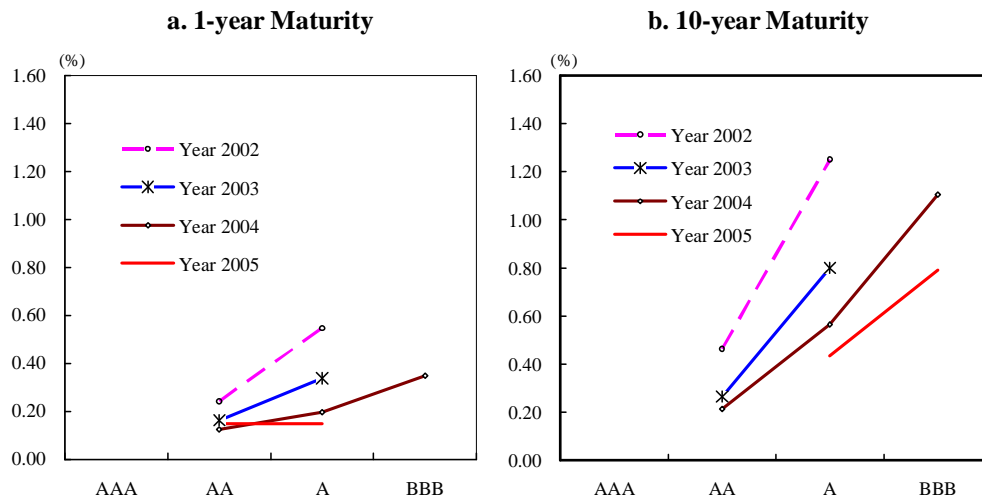 a. 1-year Maturity
(%)
1.60
1.40
1.20
1.00
0.80
0.60
0.40
0.20
0.00
Year 2002
Year 2003
Year 2004
Year 2005
AAA AA A BBB
b. 10-year Maturity
(%)
1.60
1.40
1.20
1.00
0.80
0.60
0.40
0.20
0.00
Year 2002
Year 2003
Year 2004
Year 2005
AAA AA A BBB